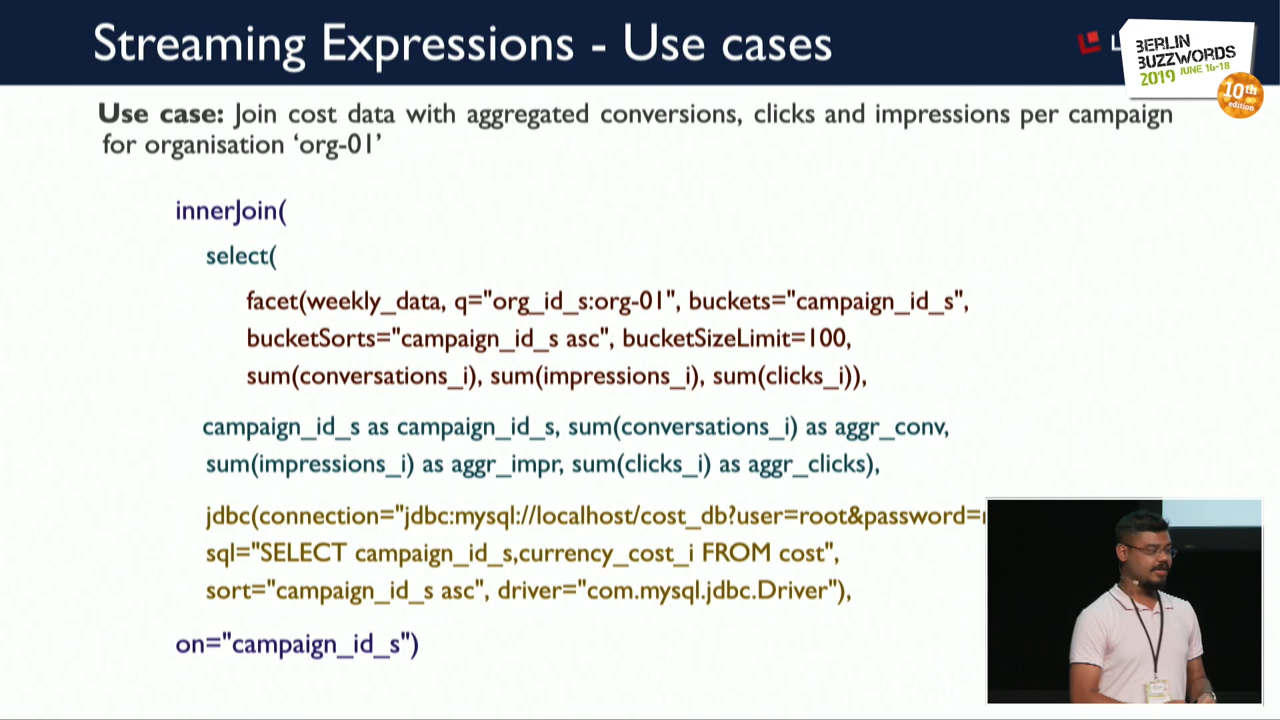 Streaming Expressions - Use cases
BERLIN
BUZZWORDS
2019 JUNE 16-18
10th
edition
Use case: Join cost data with aggregated conversions, clicks and impressions per campaign
for organisation ‘org-01’
innerJoin(
select(
facet(weekly_data, q="org_id_s:org-01", buckets="campaign_id_s",
bucketSorts="campaign_id_s asc", bucketSizeLimit=100,
sum(conversations_i), sum(impressions_i), sum(clicks_i)),
campaign_id_s as campaign_id_s, sum(conversations_i) as aggr_conv,
sum(impressions_i) as aggr_impr, sum(clicks_i) as aggr_clicks),
jdbc(connection="jdbc:mysql://localhost/cost_db?user=root&password=
sql="SELECT campaign_id_s,currency_cost_i FROM cost",
sort="campaign_id_s asc", driver="com.mysql.jdbc.Driver"),
on="campaign_id_s")